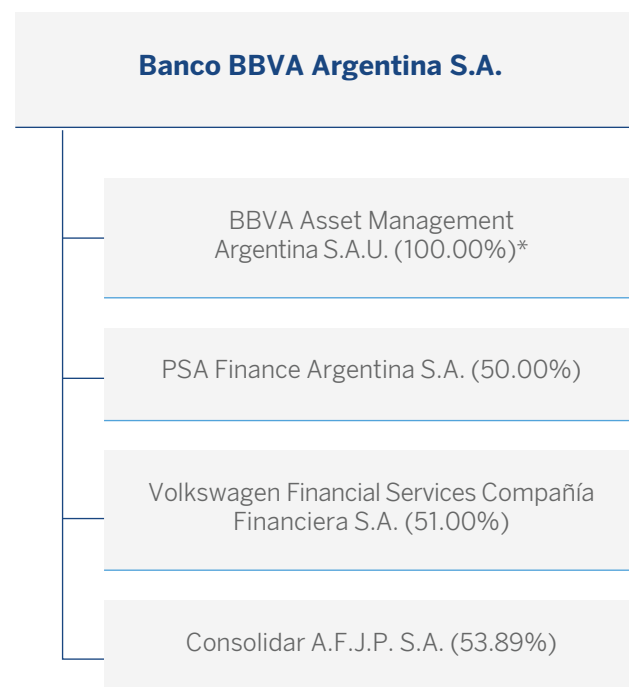 Banco BBVA Argentina S.A.
BBVA Asset Management
Argentina S.A.U. (100.00%)*
PSA Finance Argentina S.A. (50.00%)
Volkswagen Financial Services Compañía
Financiera S.A. (51.00%)
Consolidar A.F.J.P. S.A. (53.89%)